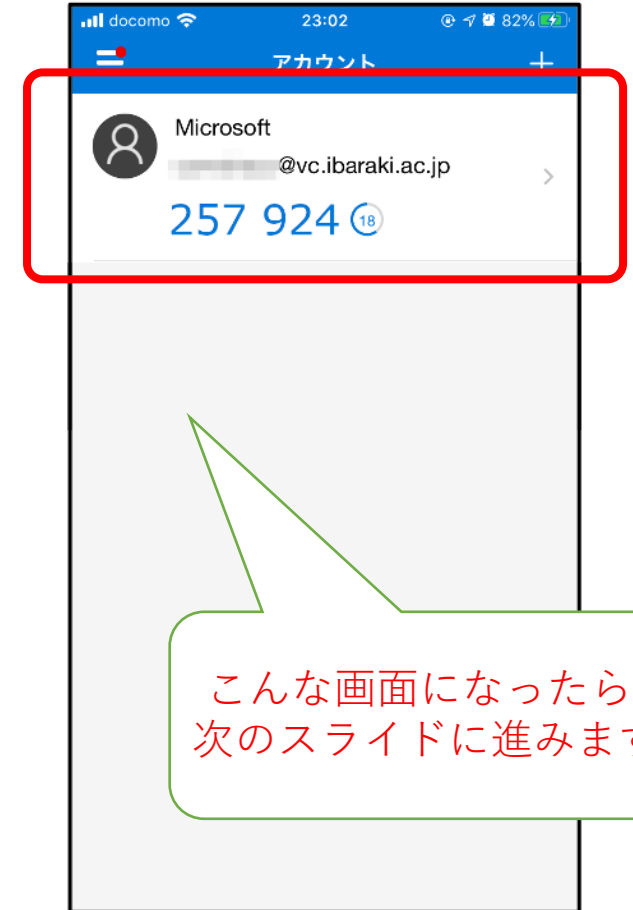 docomo 23:02 82%
アカウント
Microsoft
@vc.ibaraki.ac.jp
257 924 18
こんな画面になったら
次のスライドに進みます